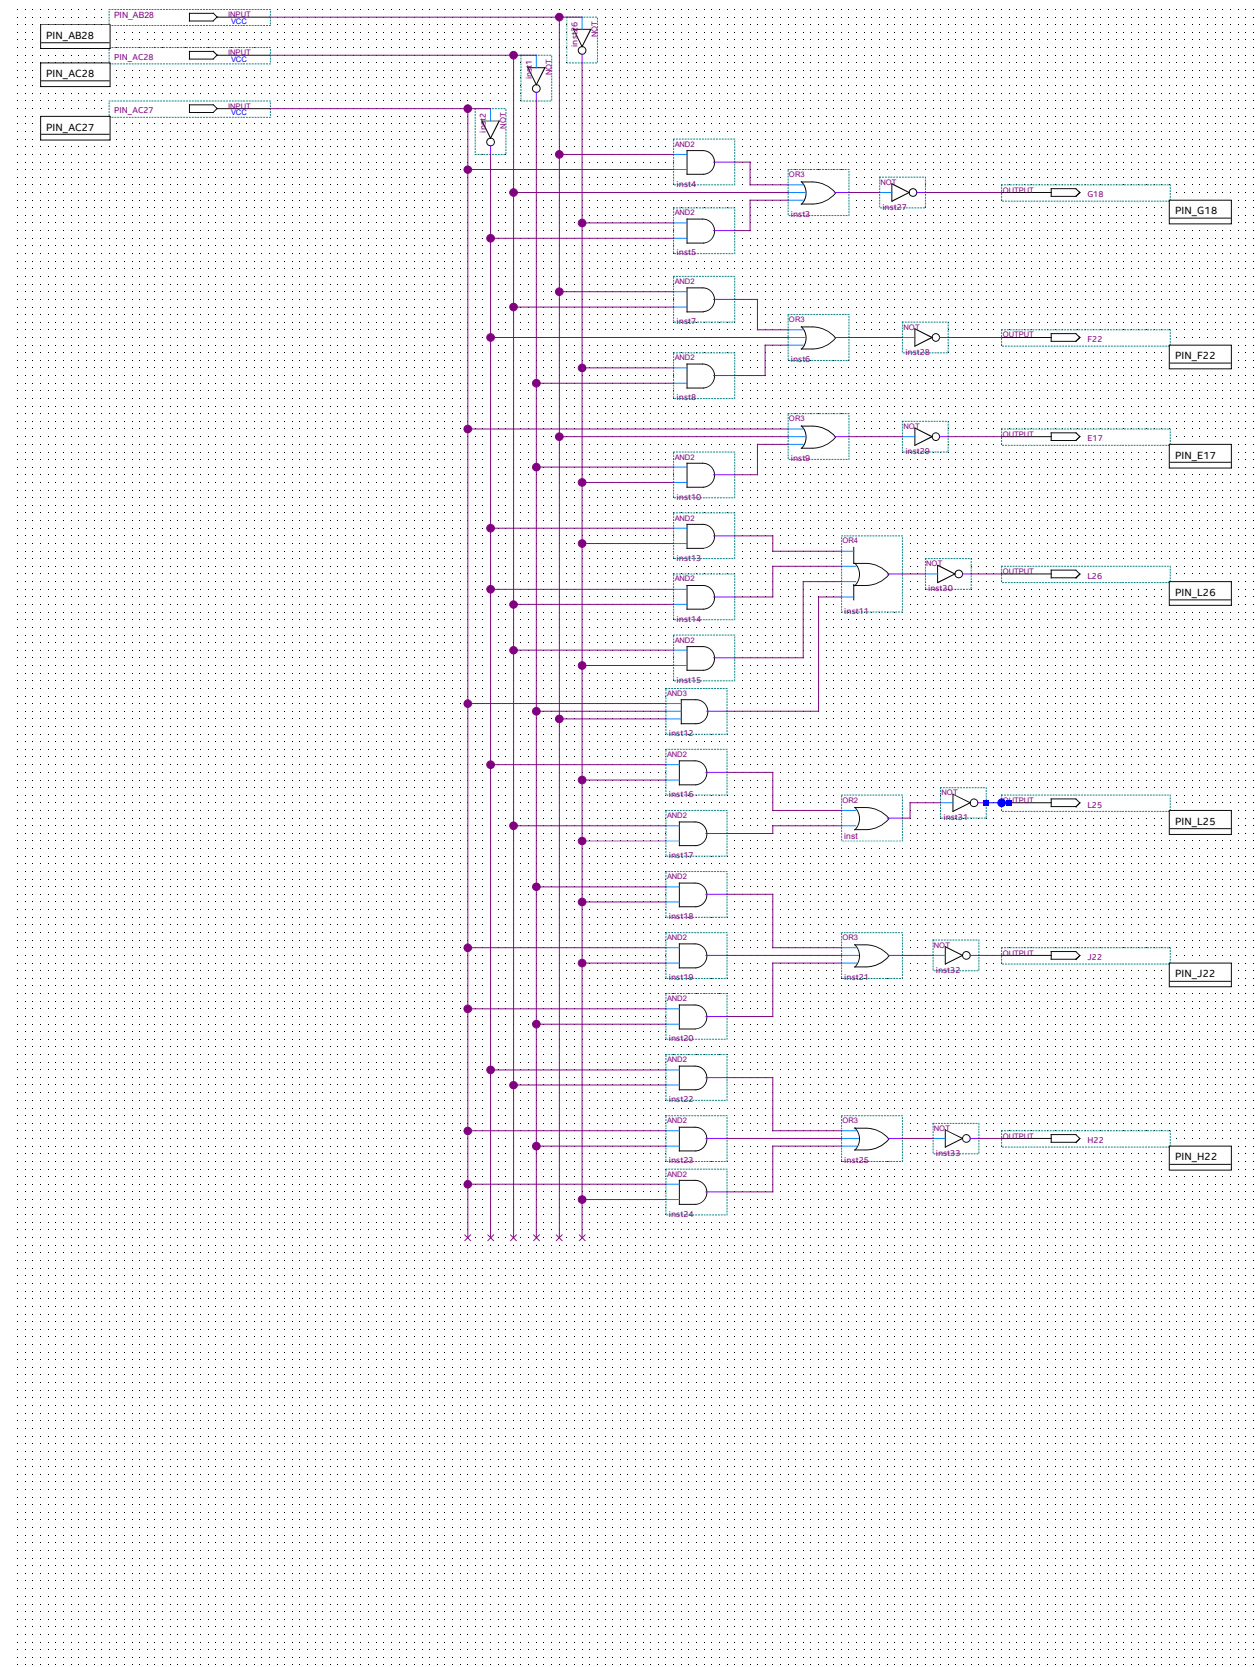 PIN_AB28 INPUT
VCC
PIN_AB28
inst26 NOT
PIN_AC28 INPUT
VCC
PIN_AC28
inst1 NOT
PIN_AC27 INPUT
VCC
PIN_AC27
inst2 NOT
AND2
inst4
OR3
inst3
NOT
inst27
OUTPUT G18
PIN_G18
AND2
inst5
AND2
inst7
OR3
inst6
NOT
inst28
OUTPUT F22
PIN_F22
AND2
inst8
OR3
inst9
NOT
inst29
OUTPUT E17
PIN_E17
AND2
inst10
AND2
inst13
OR4
inst11
NOT
inst30
OUTPUT L26
PIN_L26
AND2
inst14
AND2
inst15
AND3
inst12
AND2
inst16
OR2
inst
NOT
inst31
OUTPUT L25
PIN_L25
AND2
inst17
AND2
inst18
AND2
inst19
OR3
inst21
NOT
inst32
OUTPUT J22
PIN_J22
AND2
inst20
AND2
inst22
AND2
inst23
OR3
inst25
NOT
inst33
OUTPUT H22
PIN_H22
AND2
inst24